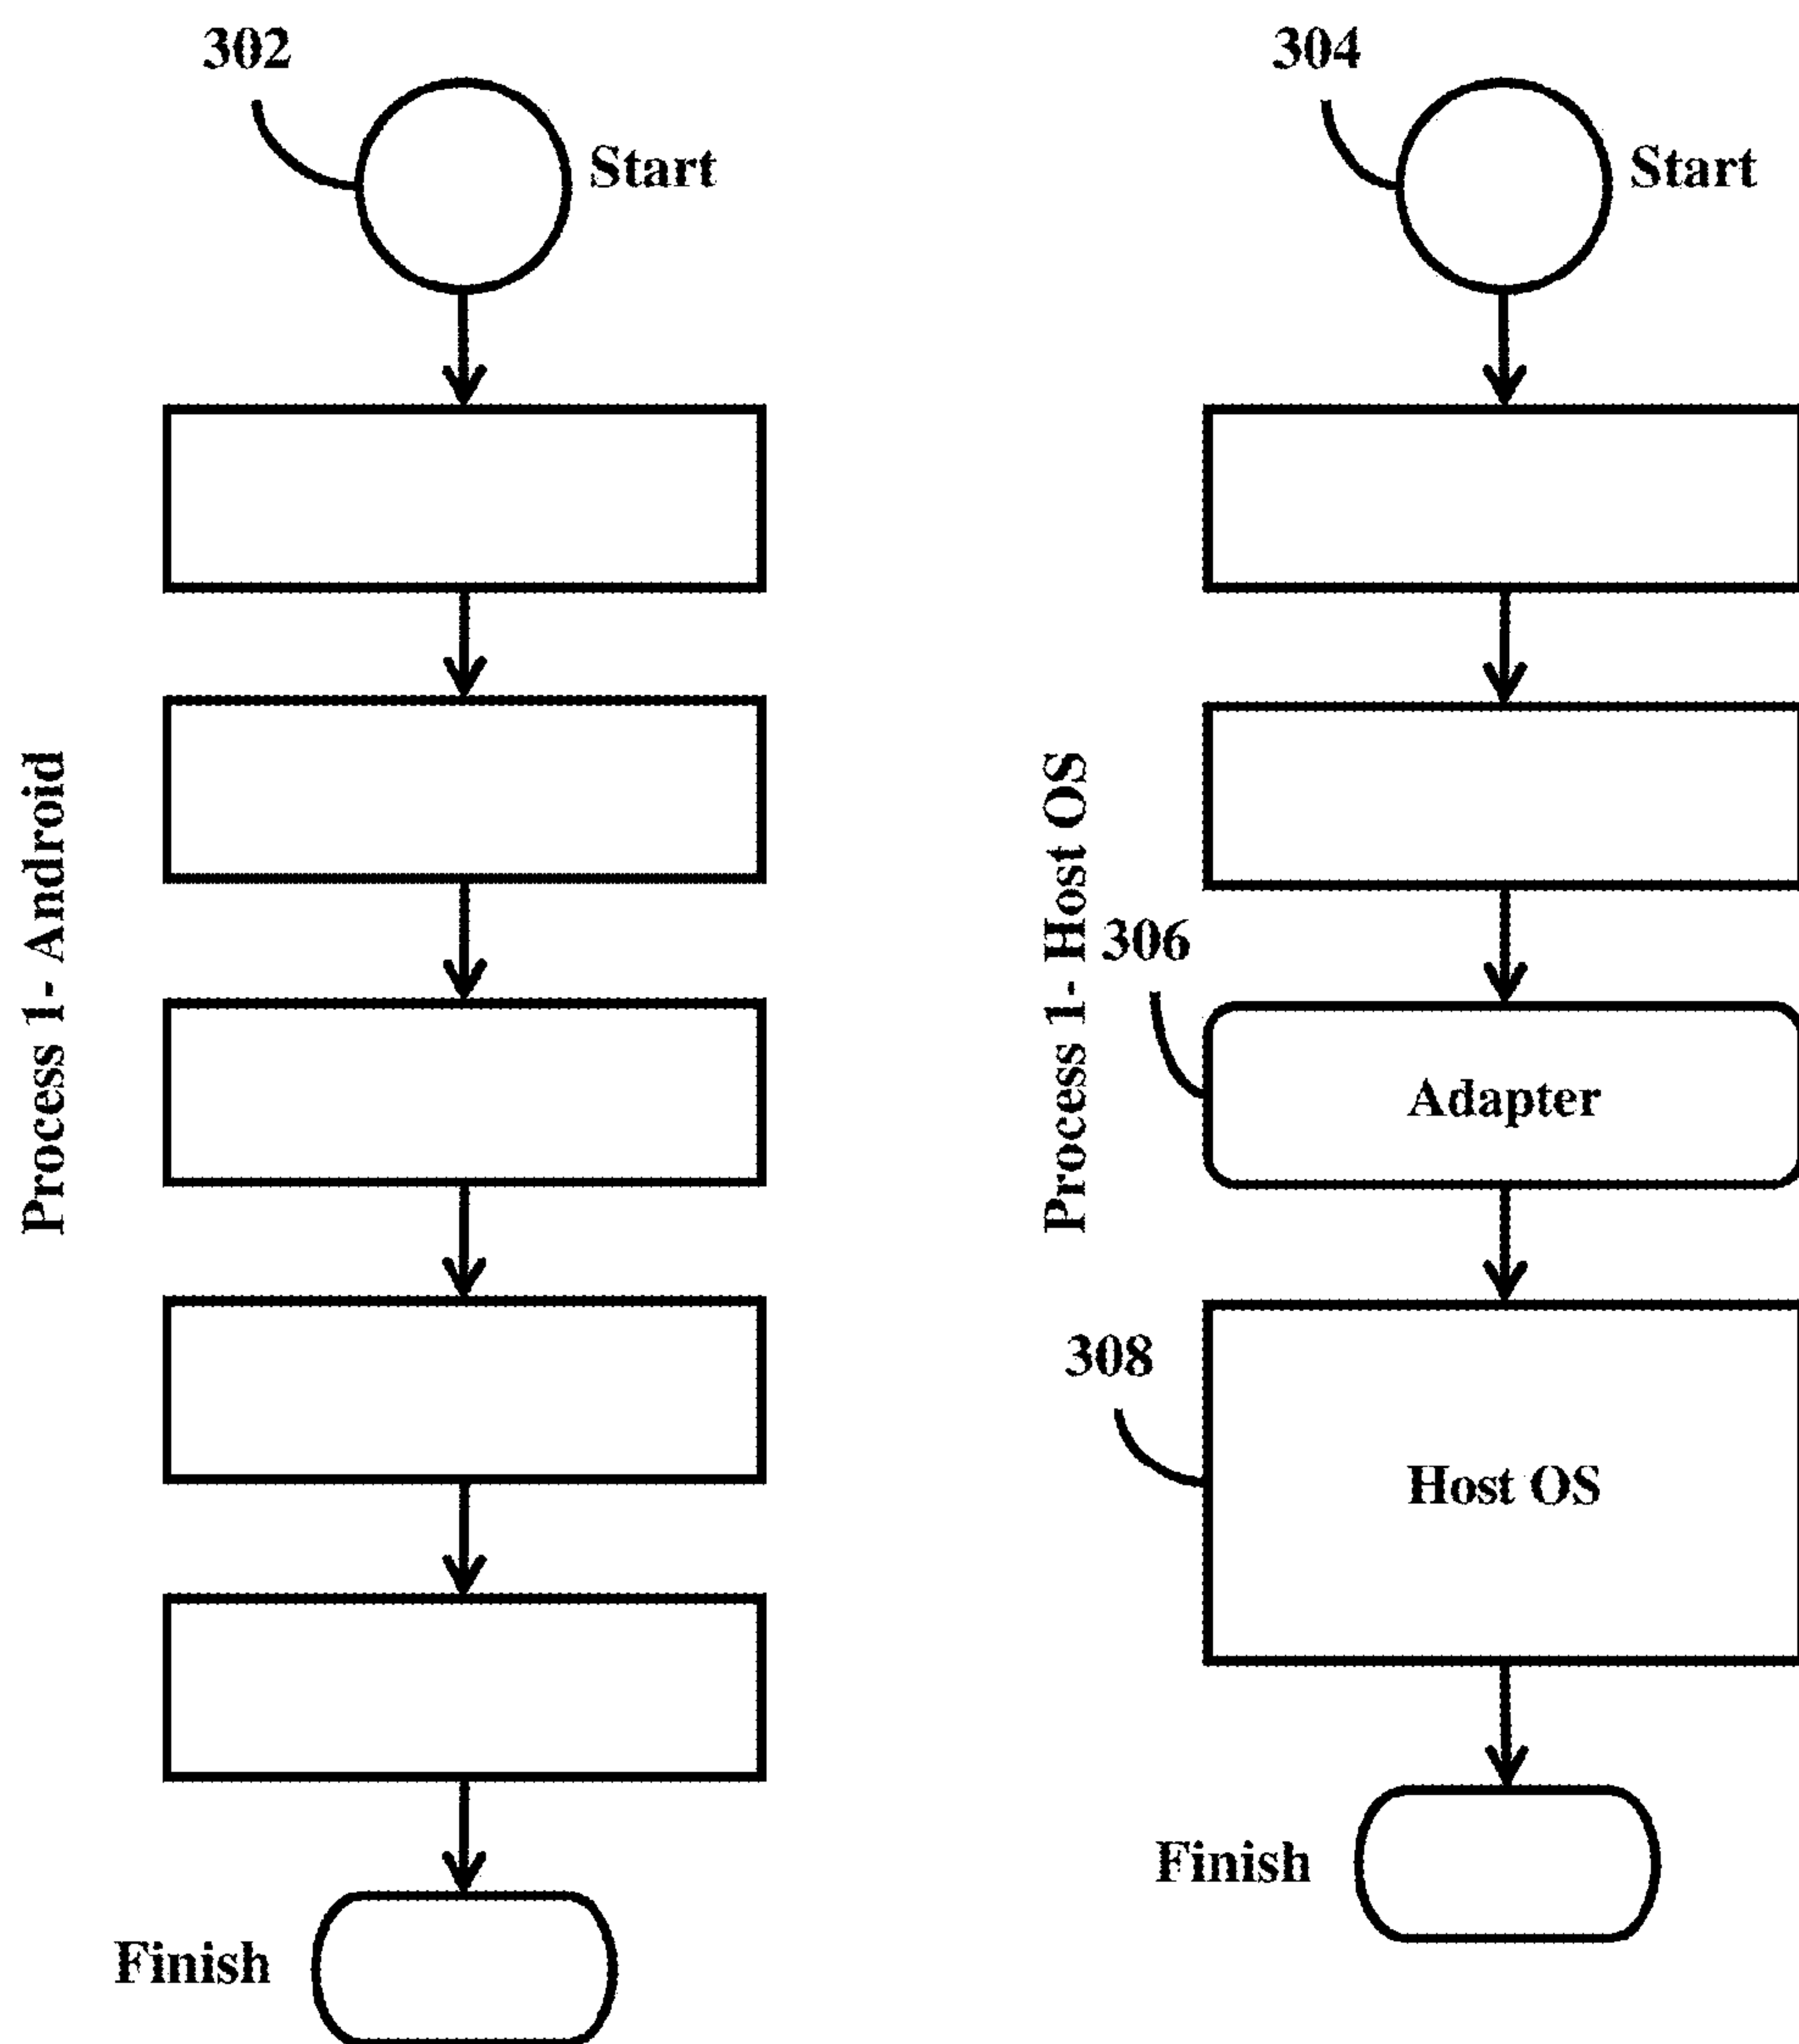 302
Start
Process 1- Android
Finish
304
Start
Process 1- Host OS
306
Adapter
308
Host OS
Finish